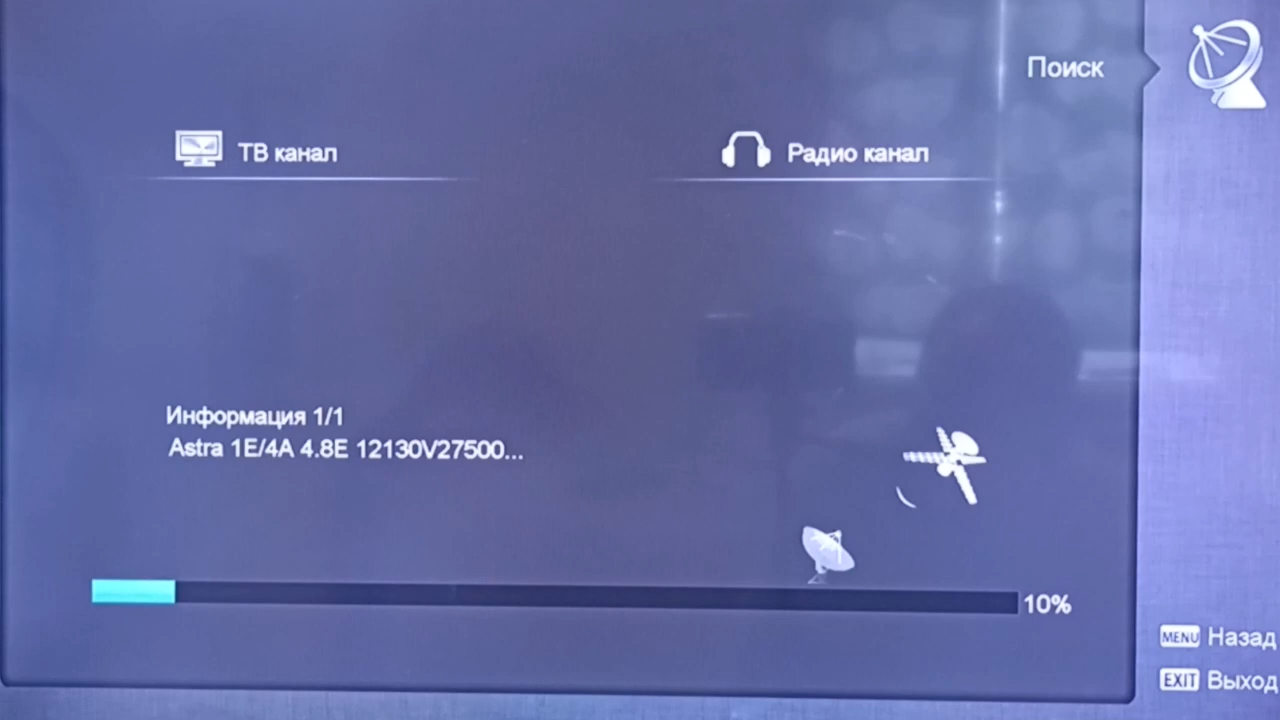 Поиск
ТВ канал
Радио канал
Информация 1/1
Astra 1E/4A 4.8E 12130V27500...
10%
MENU Назад
EXIT Выход